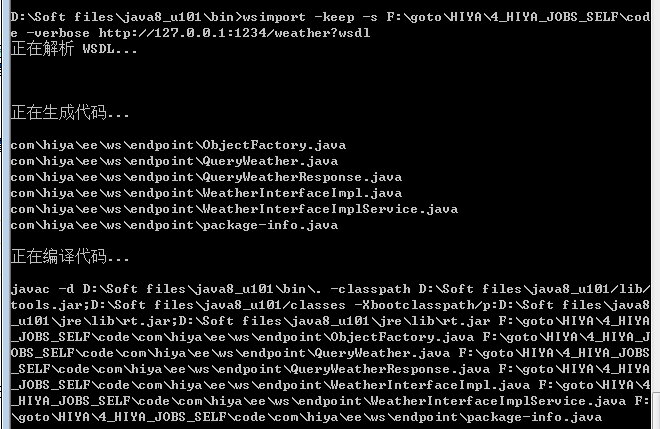 D:\Soft files\java8_u101\bin>wsimport -keep -s F:\goto\HIYA\4_HIYA_JOBS_SELF\cod
e -verbose http://127.0.0.1:1234/weather?wsdl
正在解析 WSDL...
正在生成代码...
com\hiya\ee\ws\endpoint\ObjectFactory.java
com\hiya\ee\ws\endpoint\QueryWeather.java
com\hiya\ee\ws\endpoint\QueryWeatherResponse.java
com\hiya\ee\ws\endpoint\WeatherInterfaceImpl.java
com\hiya\ee\ws\endpoint\WeatherInterfaceImplService.java
com\hiya\ee\ws\endpoint\package-info.java
正在编译代码...
javac -d D:\Soft files\java8_u101\bin\. -classpath D:\Soft files\java8_u101/lib/
tools.jar;D:\Soft files\java8_u101/classes -Xbootclasspath/p:D:\Soft files\java8
_u101\jre\lib\rt.jar;D:\Soft files\java8_u101\jre\lib\rt.jar F:\goto\HIYA\4_HIYA
_JOBS_SELF\code\com\hiya\ee\ws\endpoint\ObjectFactory.java F:\goto\HIYA\4_HIYA_J
OBS_SELF\code\com\hiya\ee\ws\endpoint\QueryWeather.java F:\goto\HIYA\4_HIYA_JOBS
_SELF\code\com\hiya\ee\ws\endpoint\QueryWeatherResponse.java F:\goto\HIYA\4_HIYA
_JOBS_SELF\code\com\hiya\ee\ws\endpoint\WeatherInterfaceImpl.java F:\goto\HIYA\4
_HIYA_JOBS_SELF\code\com\hiya\ee\ws\endpoint\WeatherInterfaceImplService.java F:
\goto\HIYA\4_HIYA_JOBS_SELF\code\com\hiya\ee\ws\endpoint\package-info.java